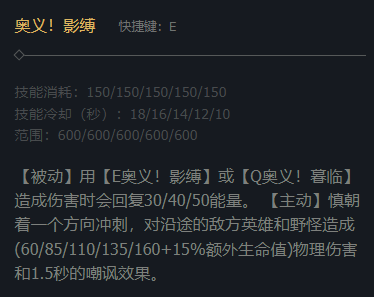 奥义！影缚 快捷键：E
技能消耗：150/150/150/150/150
技能冷却（秒）：18/16/14/12/10
范围：600/600/600/600/600
【被动】用【E奥义！影缚】或【Q奥义！暮临】
造成伤害时会回复30/40/50能量。 【主动】慎朝
着一个方向冲刺，对沿途的敌方英雄和野怪造成
(60/85/110/135/160+15%额外生命值)物理伤害
和1.5秒的嘲讽效果。